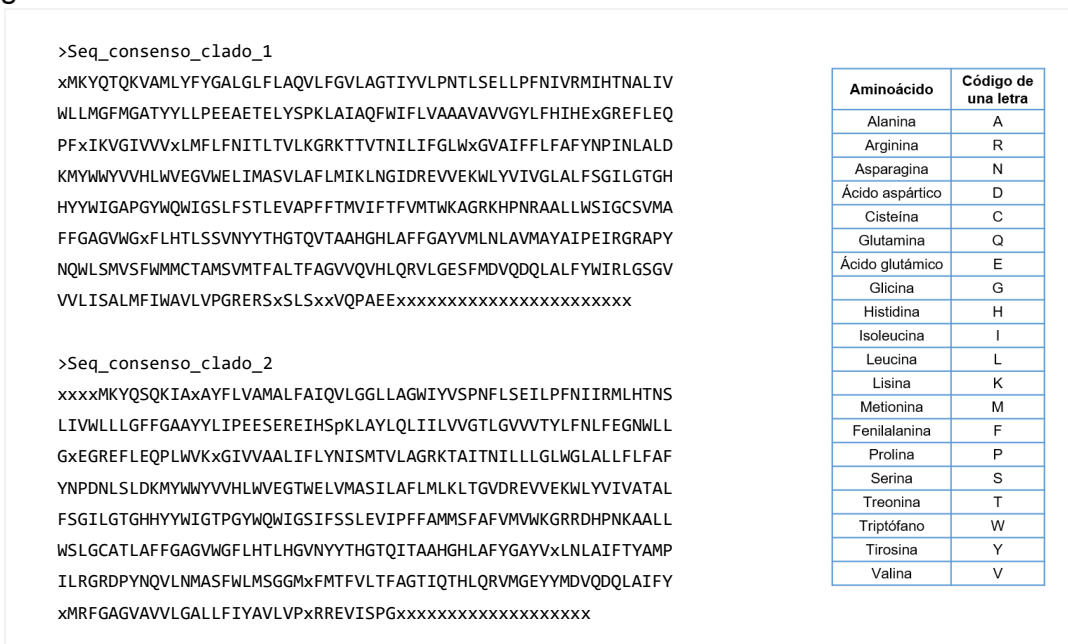 >Seq_consenso_clado_1
xMKYQTQKVAMLYFYGALGLFLAQVLFGVLAGTIYVLPNTLSELLPFNIVRMIHTNALIV
WLLMGFMGATYYLLPEEAETELYSPKLAIAQFWIFLVAAAVAVVGYLFHIHExGREFLEQ
PFxIKVGIVVVxLMFLFNITLTVLKGRKTTVTNILIFGLWxGVAIFFLFAFYNPINLALD
KMYWWYVVHLWVEGVWELIMASVLAFLMIKLNGIDREVVEKWLYVIVGLALFSGILGTGH
HYYWIGAPGYWQWIGSLFSTLEVAPFFTMVIFTFVMTWKAGRKHPNRAALLWSIGCSVMA
FFGAGVWGxFLHTLSSVNYYTHGTQVTAAHGHLAFFGAYVMLNLAVMAYAIPEIRGRAPY
NQWLSMVSFWMMCTAMSVMTFALTFAGVVQVHLQRVLGESFMDVQDQLALFYWIRLGSGV
VVLISALMFIWAVLVPGRERSxSLSxxVQPAEExxxxxxxxxxxxxxxxxxxxxxxx
>Seq_consenso_clado_2
xxxxMKYQSQKIAxAYFLVAMALFAIQVLGGLLAGWIYVSPNFLSEILPFNIIRMLHTNS
LIVWLLLGFFGAAYYLIPEESEREIHSpKLAYLQLIILVVGTLGVVVTYLFNLFEGNWLL
GxEGREFLEQPLWVKxGIVVAALIFLYNISMTVLAGRKTAITNILLLGLWGLALLFLFAF
YNPDNLSLDKMYWWYVVHLWVEGTWELVMASILAFLMLKLTGVDREVVEKWLYVIVATAL
FSGILGTGHHYYWIGTPGYWQWIGSIFSSLEVIPFFAMMSFAFVMVWKGRRDHPNKAALL
WSLGCATLAFFGAGVWGFLHTLHGVNYYTHGTQITAAHGHLAFYGAYVxLNLAIFTYAMP
ILRGRDPYNQVLNMASFWLMSGGMxFMTFVLTFAGTIQTHLQRVMGEYYMDVQDQLAIFY
xMRFGAGVAVVLGALLFIYAVLVPxRREVISPGxxxxxxxxxxxxxxxxxxx
Aminoácido Código de
una letra
Alanina A
Arginina R
Asparagina N
Ácido aspártico D
Cisteína C
Glutamina Q
Ácido glutámico E
Glicina G
Histidina H
Isoleucina I
Leucina L
Lisina K
Metionina M
Fenilalanina F
Prolina P
Serina S
Treonina T
Triptófano W
Tirosina Y
Valina V